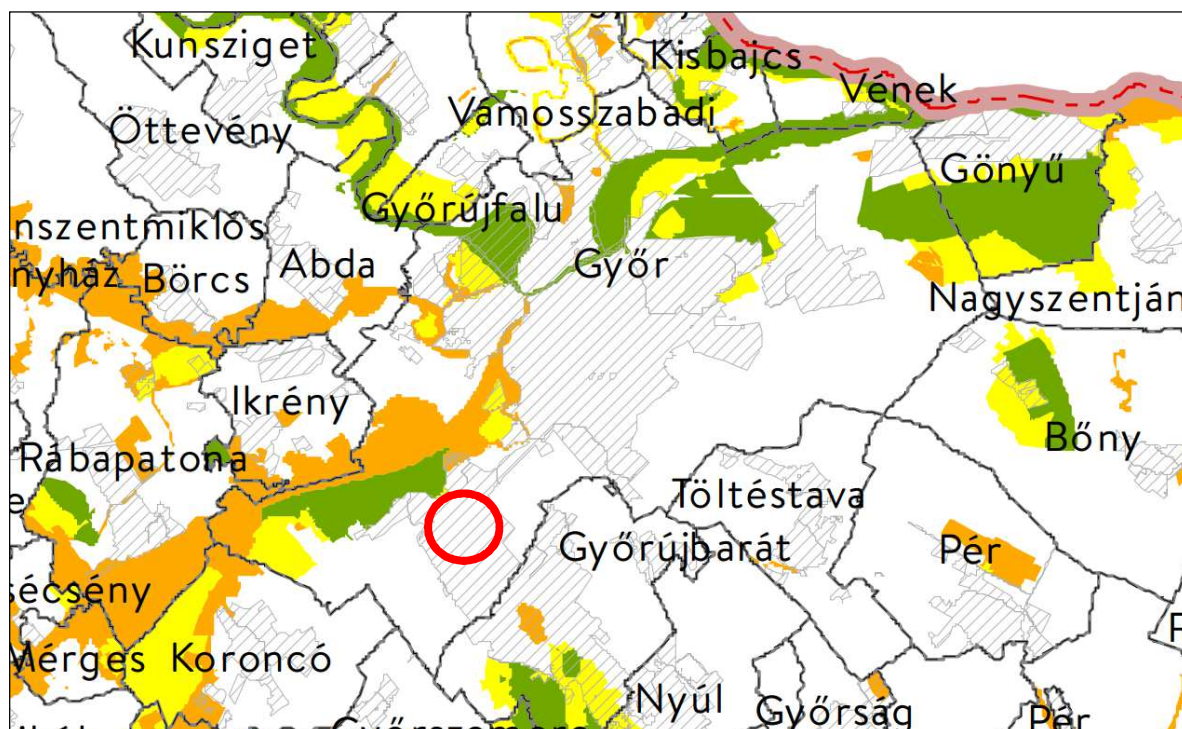 Kunsziget
Kisbajcs
Vének
Vámosszabadi
Öttevény
Gönyű
Győrújfalu
nszentmiklós
Abda
Győr
nyház
Börcs
Nagyszentján
Ikrény
Bőny
Rábapatona
Töltéstava
Győrújbarát
Pér
sécsény
Mérges
Koroncó
Nyúl
Győrság
Pér